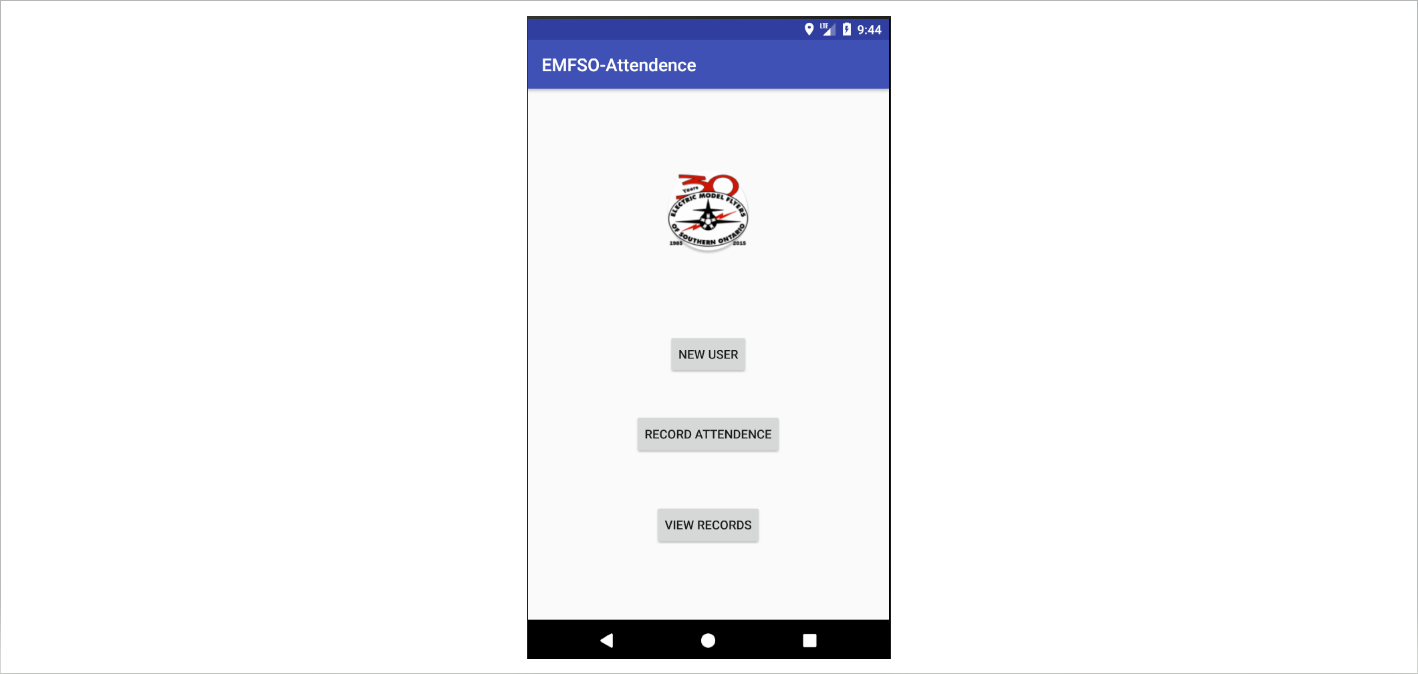 LTE 9:44
EMFSO-Attendence
30
Years
ELECTRIC MODEL FLYERS
OF SOUTHERN ONTARIO
1985 2015
NEW USER
RECORD ATTENDENCE
VIEW RECORDS